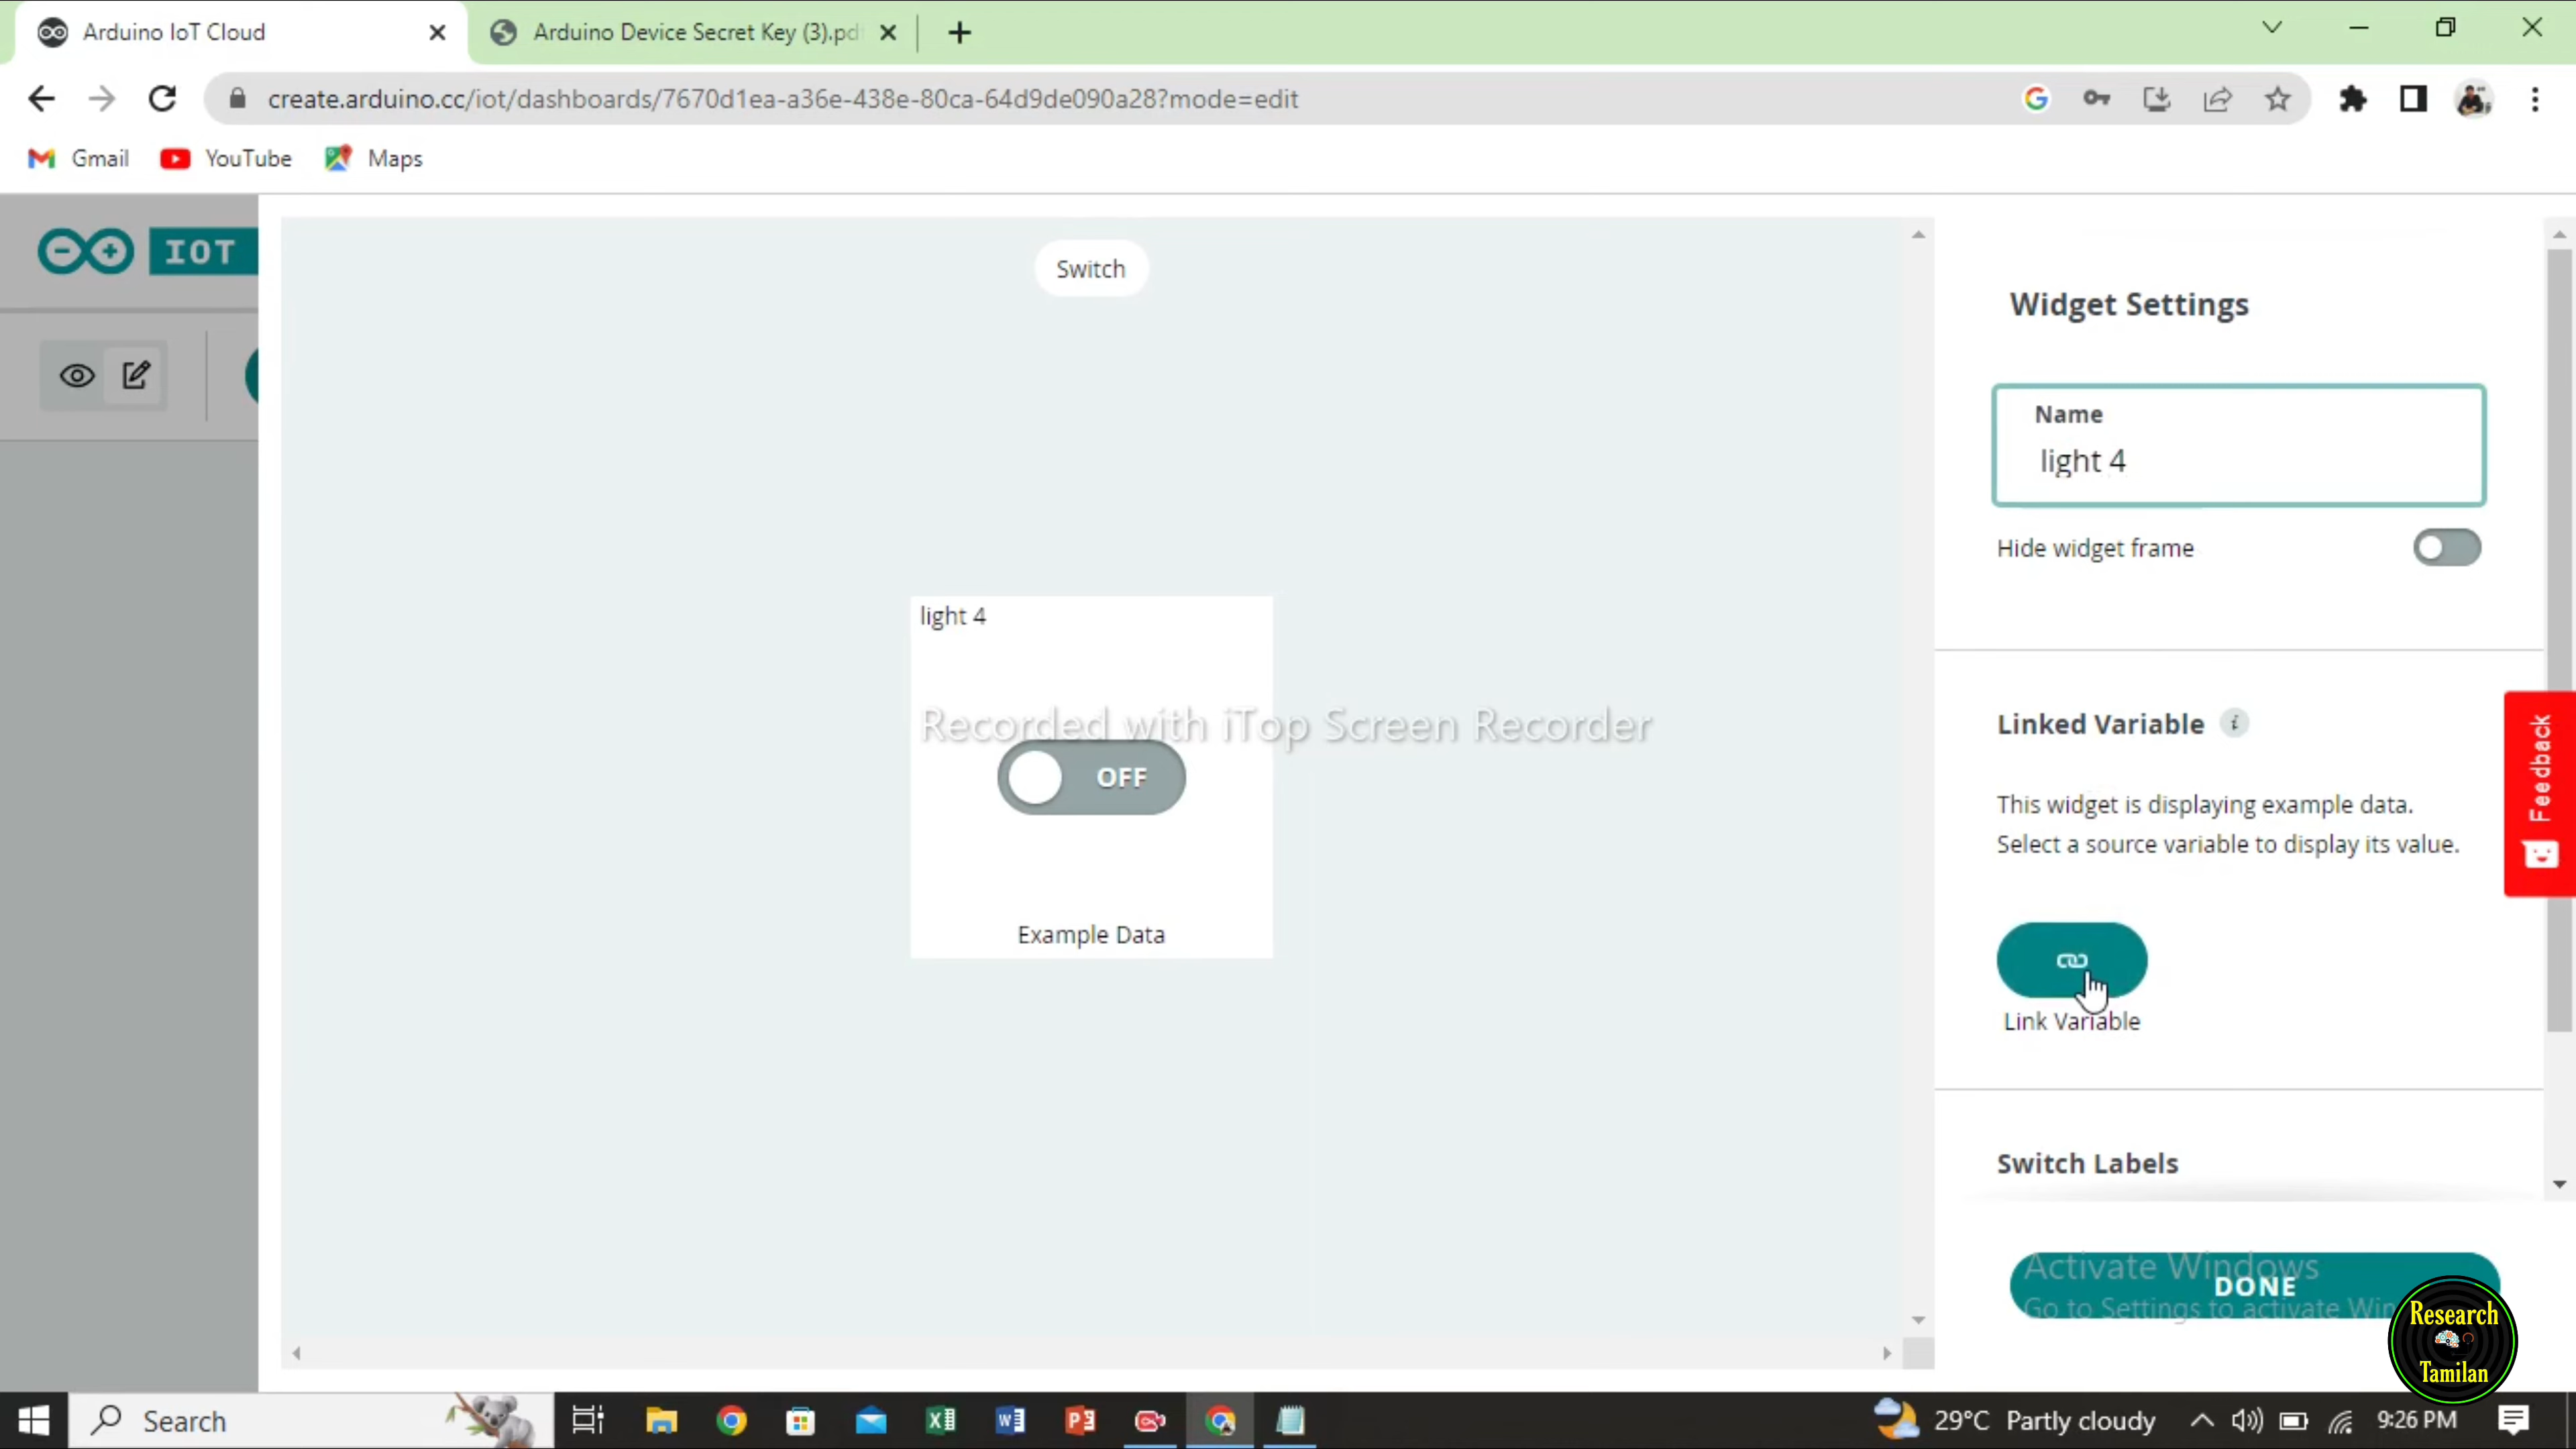 Arduino IoT Cloud
Arduino Device Secret Key (3).pd
create.arduino.cc/iot/dashboards/7670d1ea-a36e-438e-80ca-64d9de090a28?mode=edit
Gmail
YouTube
Maps
IOT
Switch
Widget Settings
Name
light 4
Hide widget frame
light 4
Recorded with iTop Screen Recorder
OFF
Example Data
Linked Variable
This widget is displaying example data.
Select a source variable to display its value.
Link Variable
Feedback
Switch Labels
Activate Windows
DONE
Go to Settings to activate Win
Research
Tamilan
Search
29°C Partly cloudy
9:26 PM